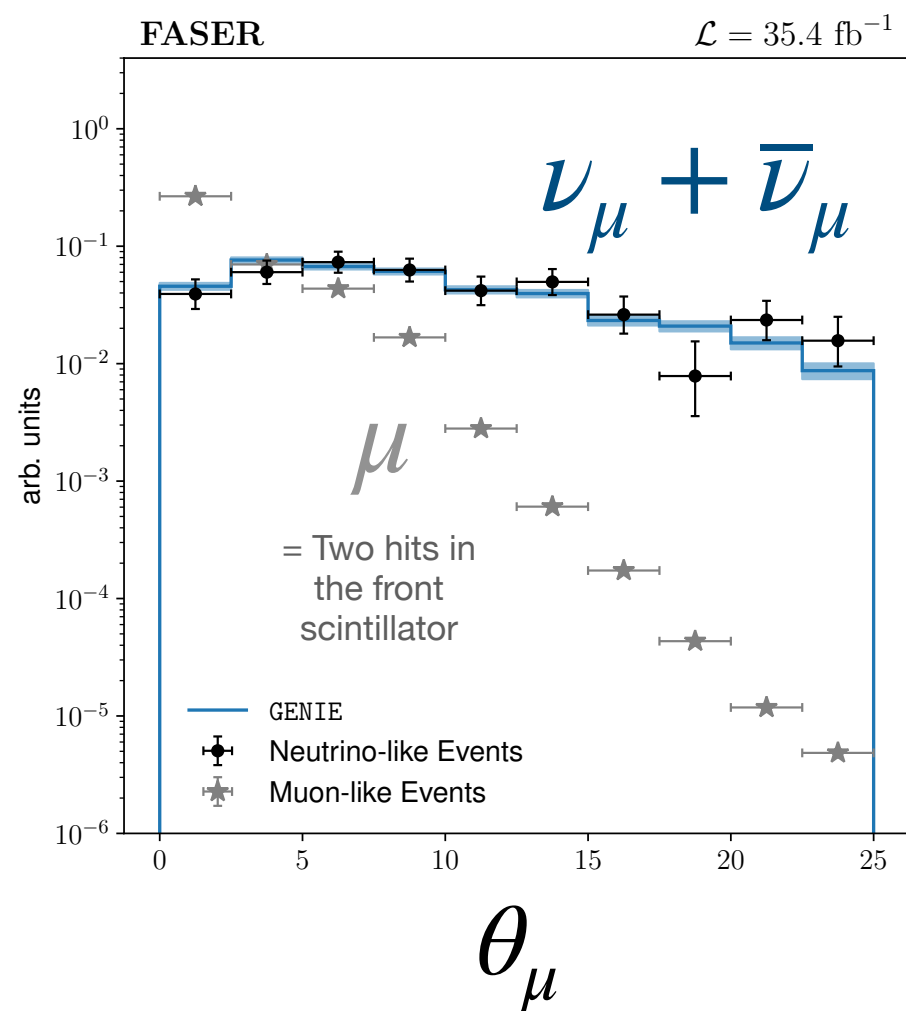 FASER
ℒ = 35.4 fb⁻¹
ν_μ + ν̅_μ
10⁰
10⁻¹
10⁻²
10⁻³
10⁻⁴
10⁻⁵
10⁻⁶
arb. units
μ
= Two hits in
the front
scintillator
GENIE
Neutrino-like Events
Muon-like Events
0 5 10 15 20 25
θ_μ